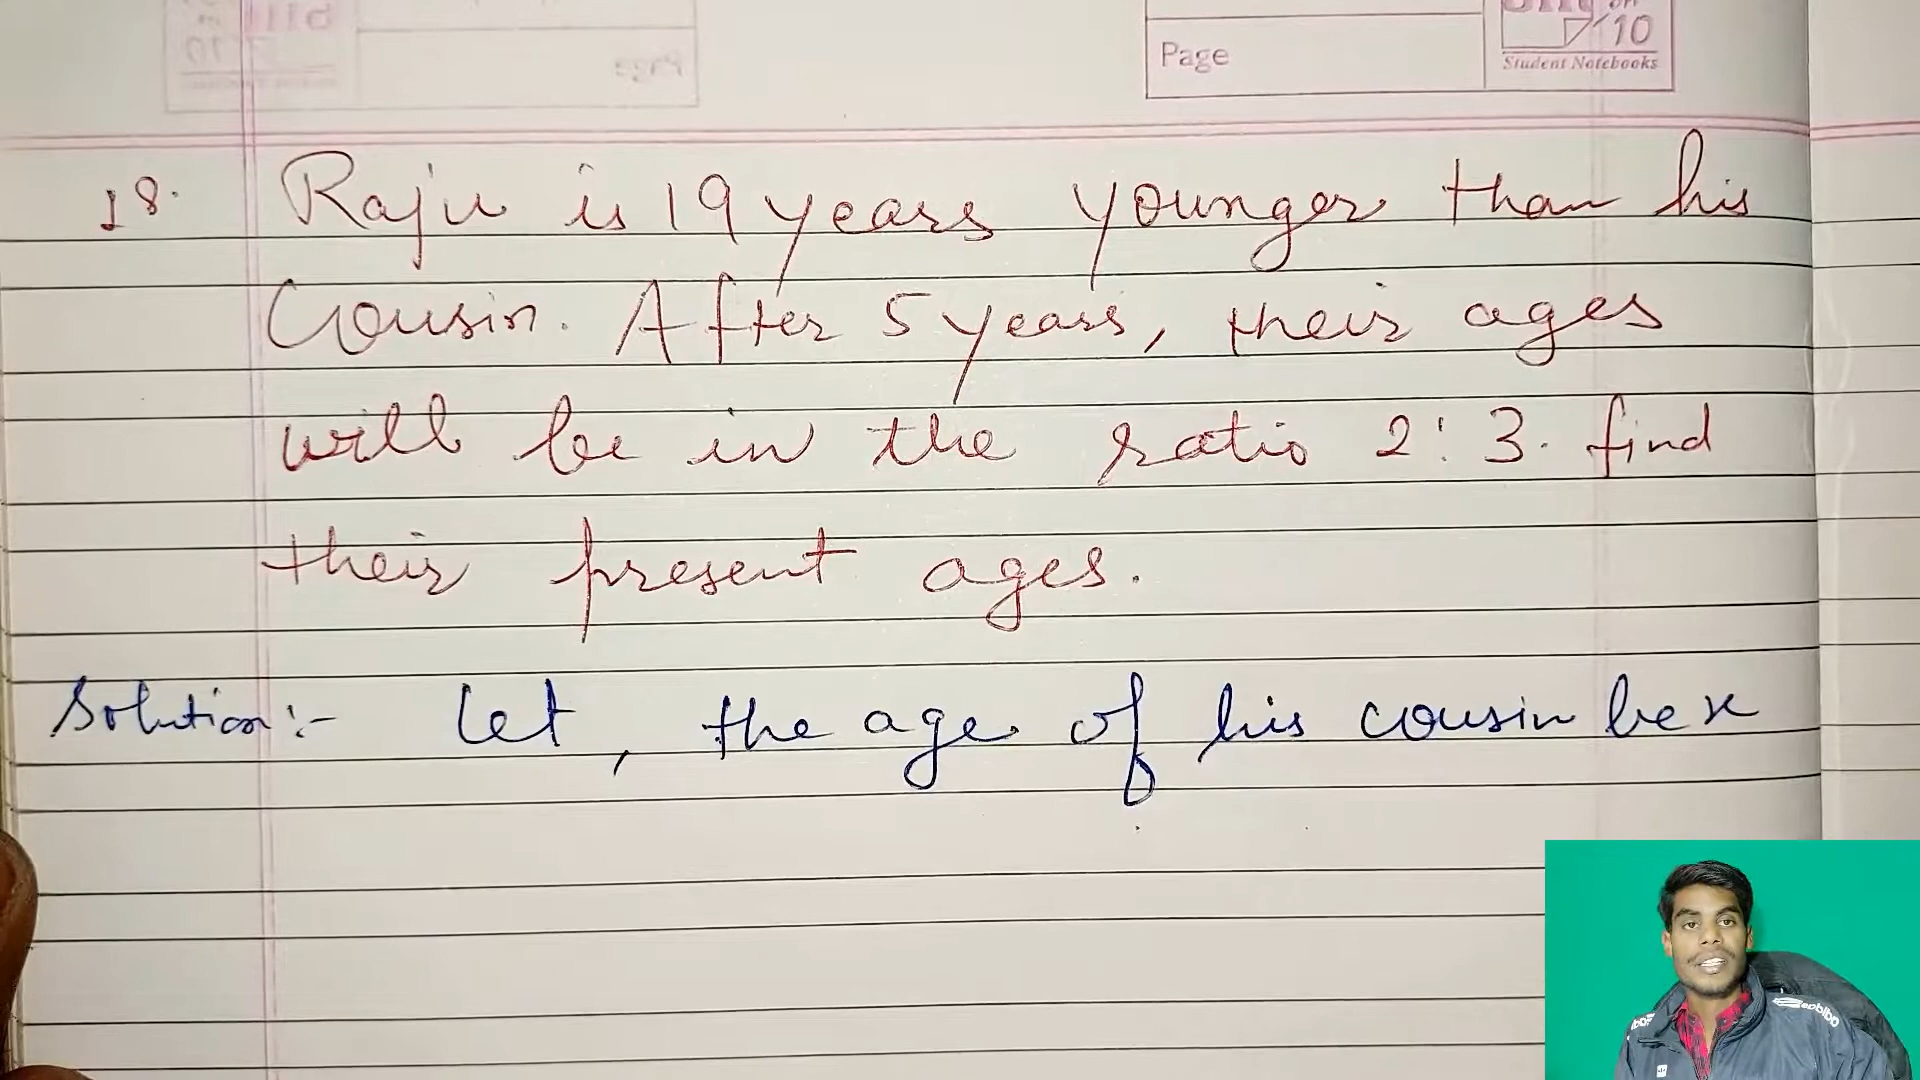 Page
10
Student Notebooks
18. Raju is 19 years younger than his
Cousin. After 5 years, their ages
will be in the ratio 2:3. find
their present ages.
Solution:- Let, the age of his cousin be x